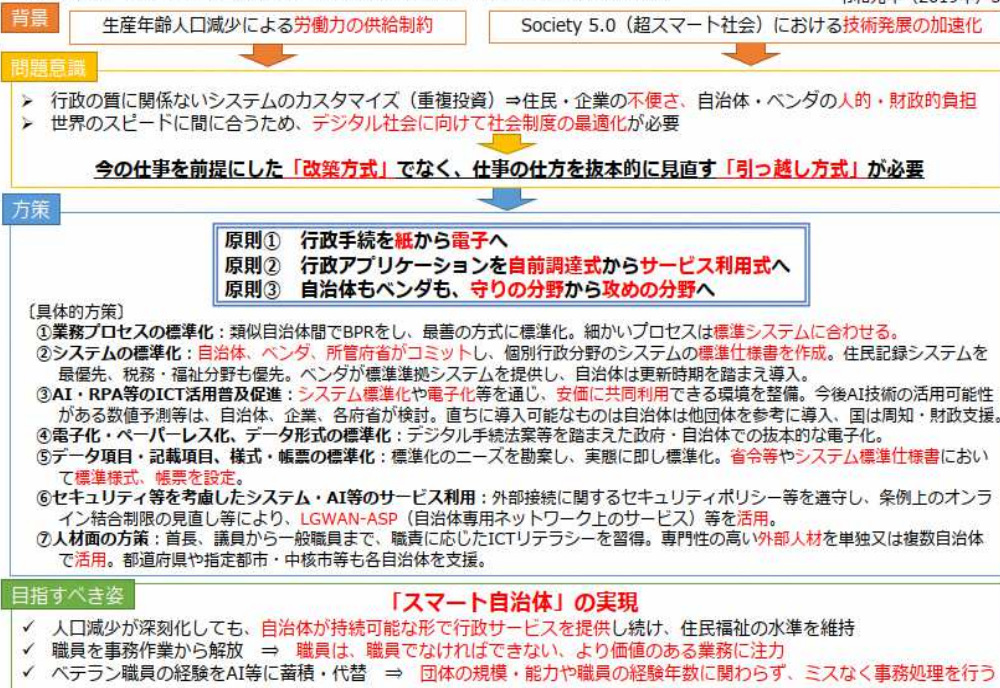 背景
生産年齢人口減少による労働力の供給制約
Society 5.0（超スマート社会）における技術発展の加速化
問題意識
➢ 行政の質に関係ないシステムのカスタマイズ（重複投資）⇒住民・企業の不便さ、自治体・ベンダの人的・財政的負担
➢ 世界のスピードに間に合うため、デジタル社会に向けて社会制度の最適化が必要
今の仕事を前提にした「改築方式」でなく、仕事の仕方を抜本的に見直す「引っ越し方式」が必要
方策
原則① 行政手続を紙から電子へ
原則② 行政アプリケーションを自前調達式からサービス利用式へ
原則③ 自治体もベンダも、守りの分野から攻めの分野へ
〔具体的方策〕
①業務プロセスの標準化：類似自治体間でBPRをし、最善の方式に標準化。細かいプロセスは標準システムに合わせる。
②システムの標準化：自治体、ベンダ、所管府省がコミットし、個別行政分野のシステムの標準仕様書を作成。住民記録システムを
最優先、税務・福祉分野も優先。ベンダが標準準拠システムを提供し、自治体は更新時期を踏まえ導入。
③AI・RPA等のICT活用普及促進：システム標準化や電子化等を通じ、安価に共同利用できる環境を整備。今後AI技術の活用可能性
がある数値予測等は、自治体、企業、各府省が検討。直ちに導入可能なものは自治体は他団体を参考に導入、国は周知・財政支援。
④電子化・ペーパーレス化、データ形式の標準化：デジタル手続法案等を踏まえた政府・自治体での抜本的な電子化。
⑤データ項目・記載項目、様式・帳票の標準化：標準化のニーズを勘案し、実態に即し標準化。省令等やシステム標準仕様書におい
て標準様式、帳票を設定。
⑥セキュリティ等を考慮したシステム・AI等のサービス利用：外部接続に関するセキュリティポリシー等を遵守し、条例上のオンラ
イン結合制限の見直し等により、LGWAN-ASP（自治体専用ネットワーク上のサービス）等を活用。
⑦人材面の方策：首長、議員から一般職員まで、職責に応じたICTリテラシーを習得。専門性の高い外部人材を単独又は複数自治体
で活用。都道府県や指定都市・中核市等も各自治体を支援。
目指すべき姿
「スマート自治体」の実現
✓ 人口減少が深刻化しても、自治体が持続可能な形で行政サービスを提供し続け、住民福祉の水準を維持
✓ 職員を事務作業から解放 ⇒ 職員は、職員でなければできない、より価値のある業務に注力
✓ ベテラン職員の経験をAI等に蓄積・代替 ⇒ 団体の規模・能力や職員の経験年数に関わらず、ミスなく事務処理を行う